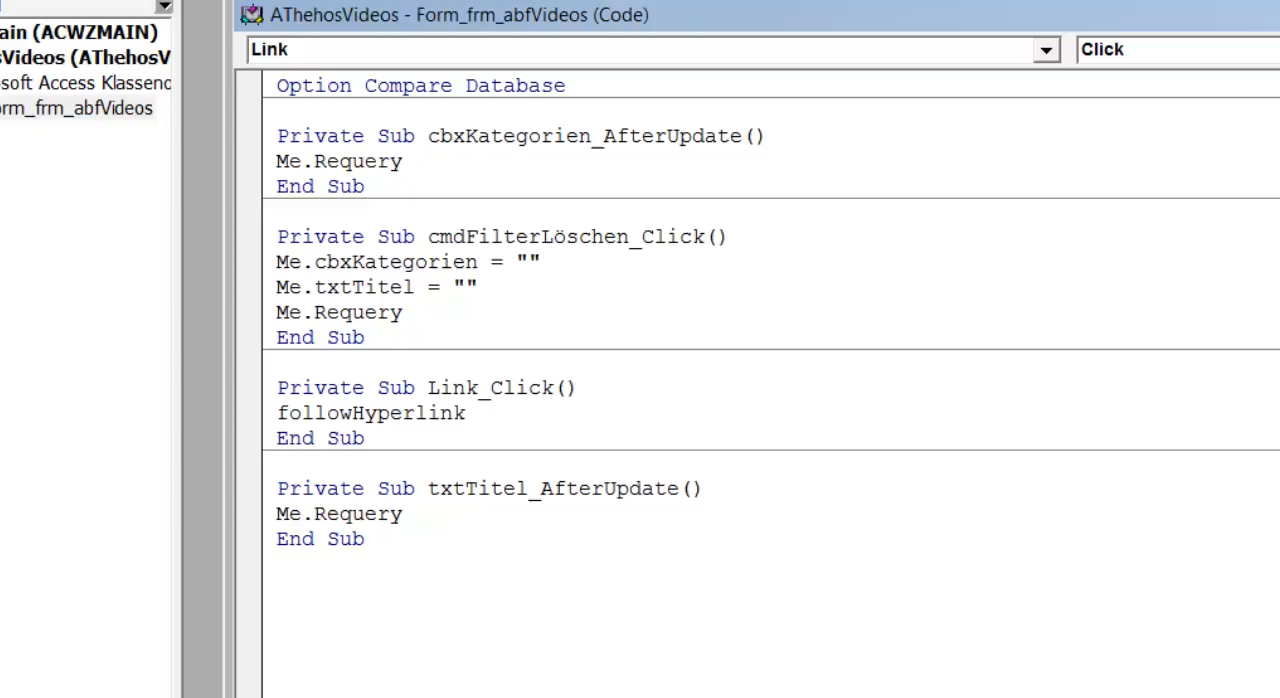 AThehosVideos - Form_frm_abfVideos (Code)
ain (ACWZMAIN)
sVideos (AThehosV
soft Access Klasseno
orm_frm_abfVideos
Link
Click
Option Compare Database
Private Sub cbxKategorien_AfterUpdate()
Me.Requery
End Sub
Private Sub cmdFilterLöschen_Click()
Me.cbxKategorien = ""
Me.txtTitel = ""
Me.Requery
End Sub
Private Sub Link_Click()
followHyperlink
End Sub
Private Sub txtTitel_AfterUpdate()
Me.Requery
End Sub